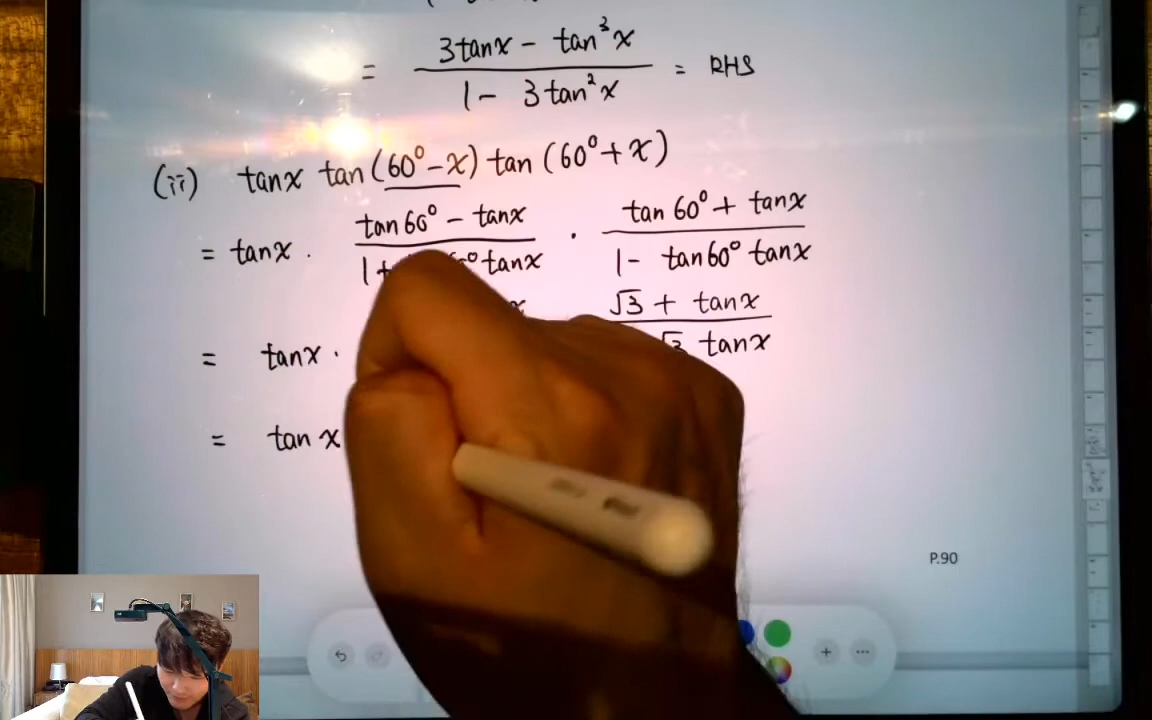 = 3tanx - tan³x / 1 - 3tan²x = RHS
(ii) tanx tan(60° - x) tan(60° + x)
= tanx · tan60° - tanx / 1+ tanx · tan60° + tanx / 1 - tan60° tanx
= tanx · √3 + tanx / √3 tanx
= tan x
P.90